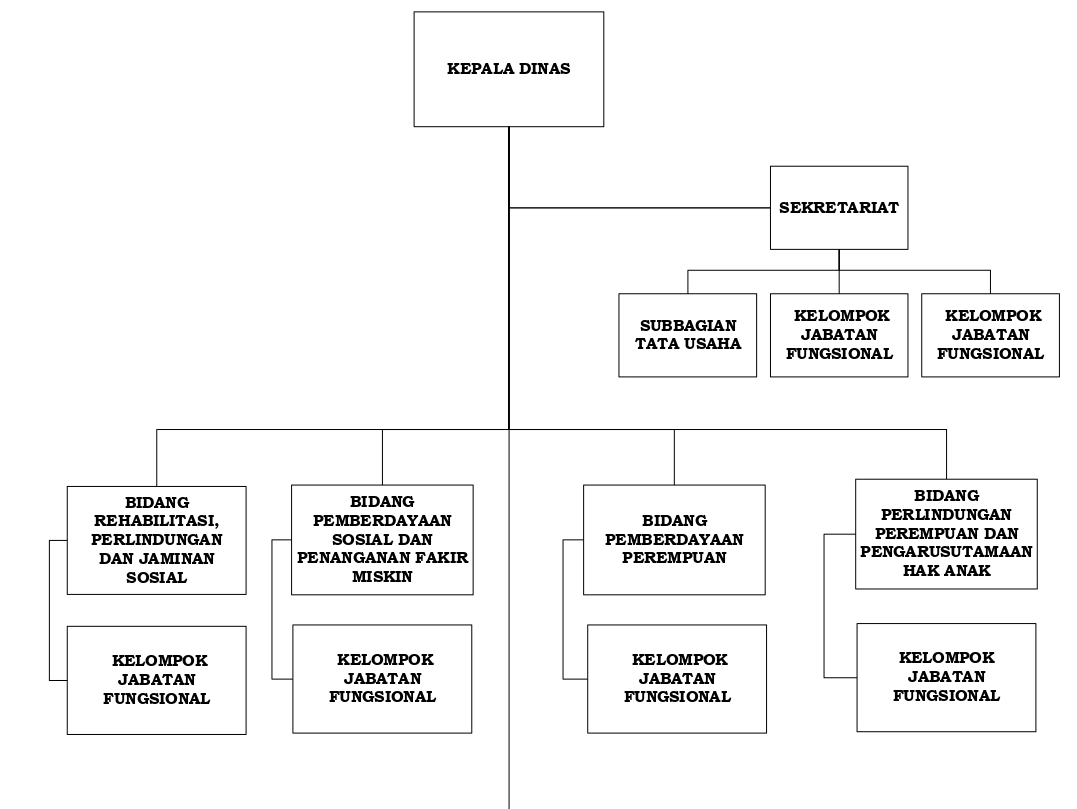 KEPALA DINAS
SEKRETARIAT
SUBBAGIAN
TATA USAHA
KELOMPOK
JABATAN
FUNGSIONAL
KELOMPOK
JABATAN
FUNGSIONAL
BIDANG
REHABILITASI,
PERLINDUNGAN
DAN JAMINAN
SOSIAL
BIDANG
PEMBERDAYAAN
SOSIAL DAN
PENANGANAN FAKIR
MISKIN
BIDANG
PEMBERDAYAAN
PEREMPUAN
BIDANG
PERLINDUNGAN
PEREMPUAN DAN
PENGARUSUTAMAAN
HAK ANAK
KELOMPOK
JABATAN
FUNGSIONAL
KELOMPOK
JABATAN
FUNGSIONAL
KELOMPOK
JABATAN
FUNGSIONAL
KELOMPOK
JABATAN
FUNGSIONAL